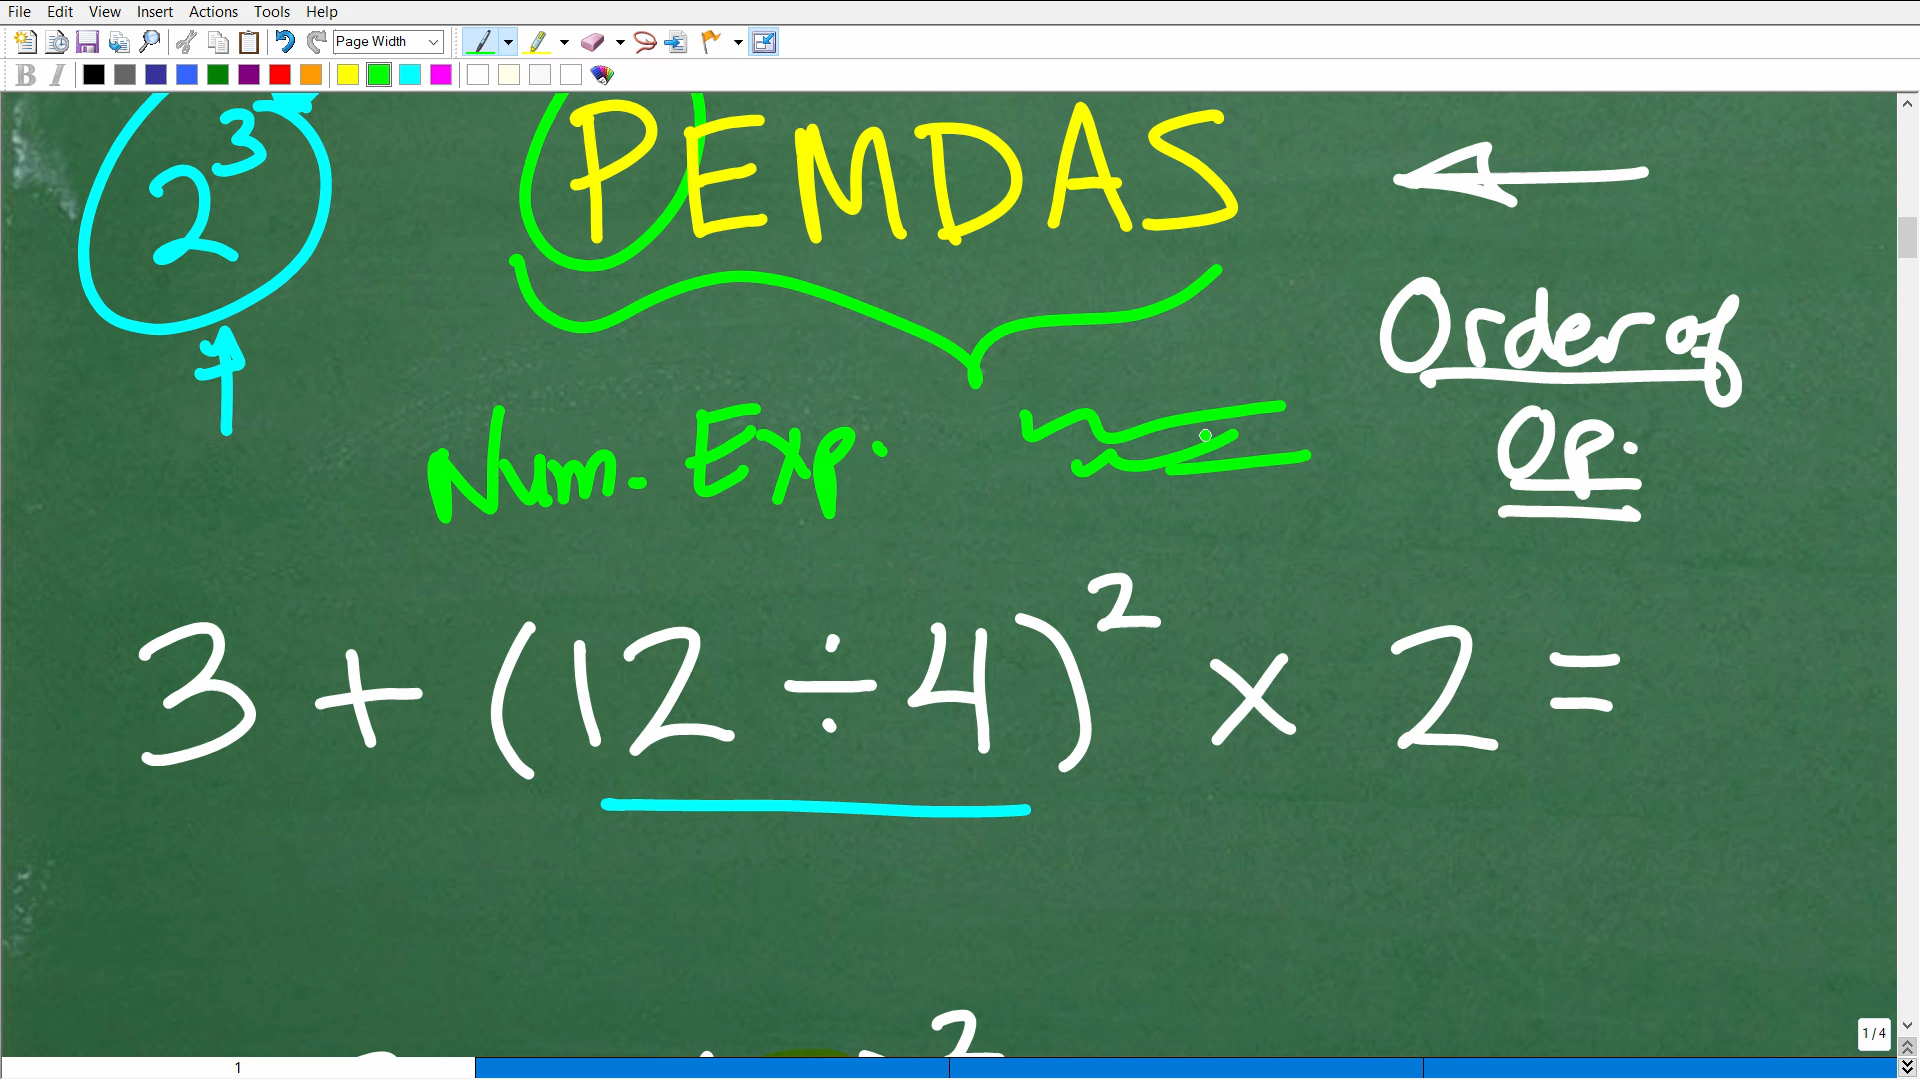 File Edit View Insert Actions Tools Help
Page Width
B I
2³
PEMDAS
Order of
Op.
Num. Exp.
3 + (12 ÷ 4)² × 2 =
2
1/4
1